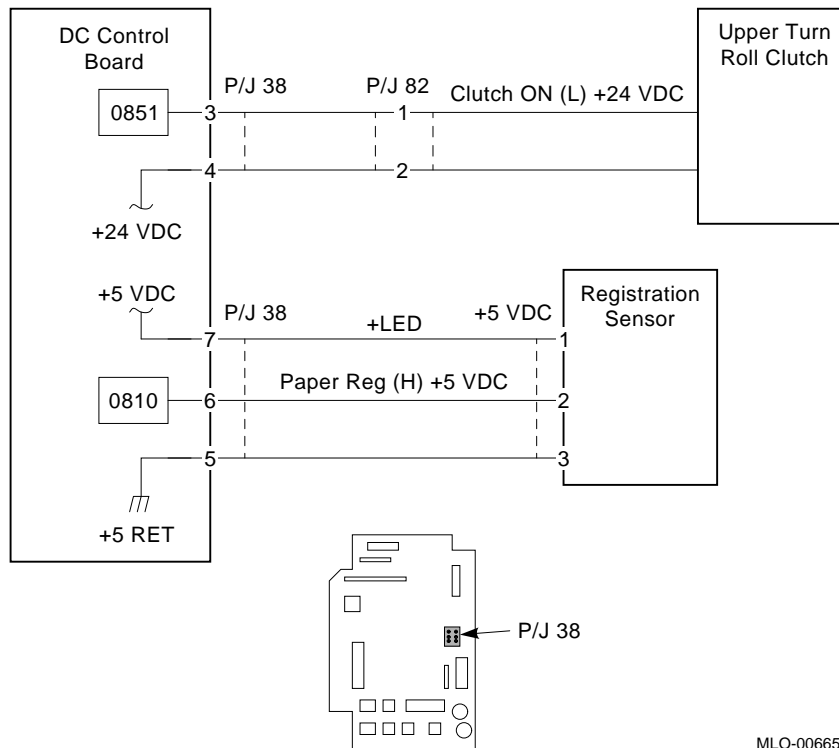 DC Control
Board
Upper Turn
Roll Clutch
P/J 38
P/J 82
Clutch ON (L) +24 VDC
0851
3
1
4
2
+24 VDC
+5 VDC
P/J 38
+LED
+5 VDC
Registration
Sensor
7
1
0810
6
Paper Reg (H) +5 VDC
2
5
3
+5 RET
P/J 38
MLO-00665